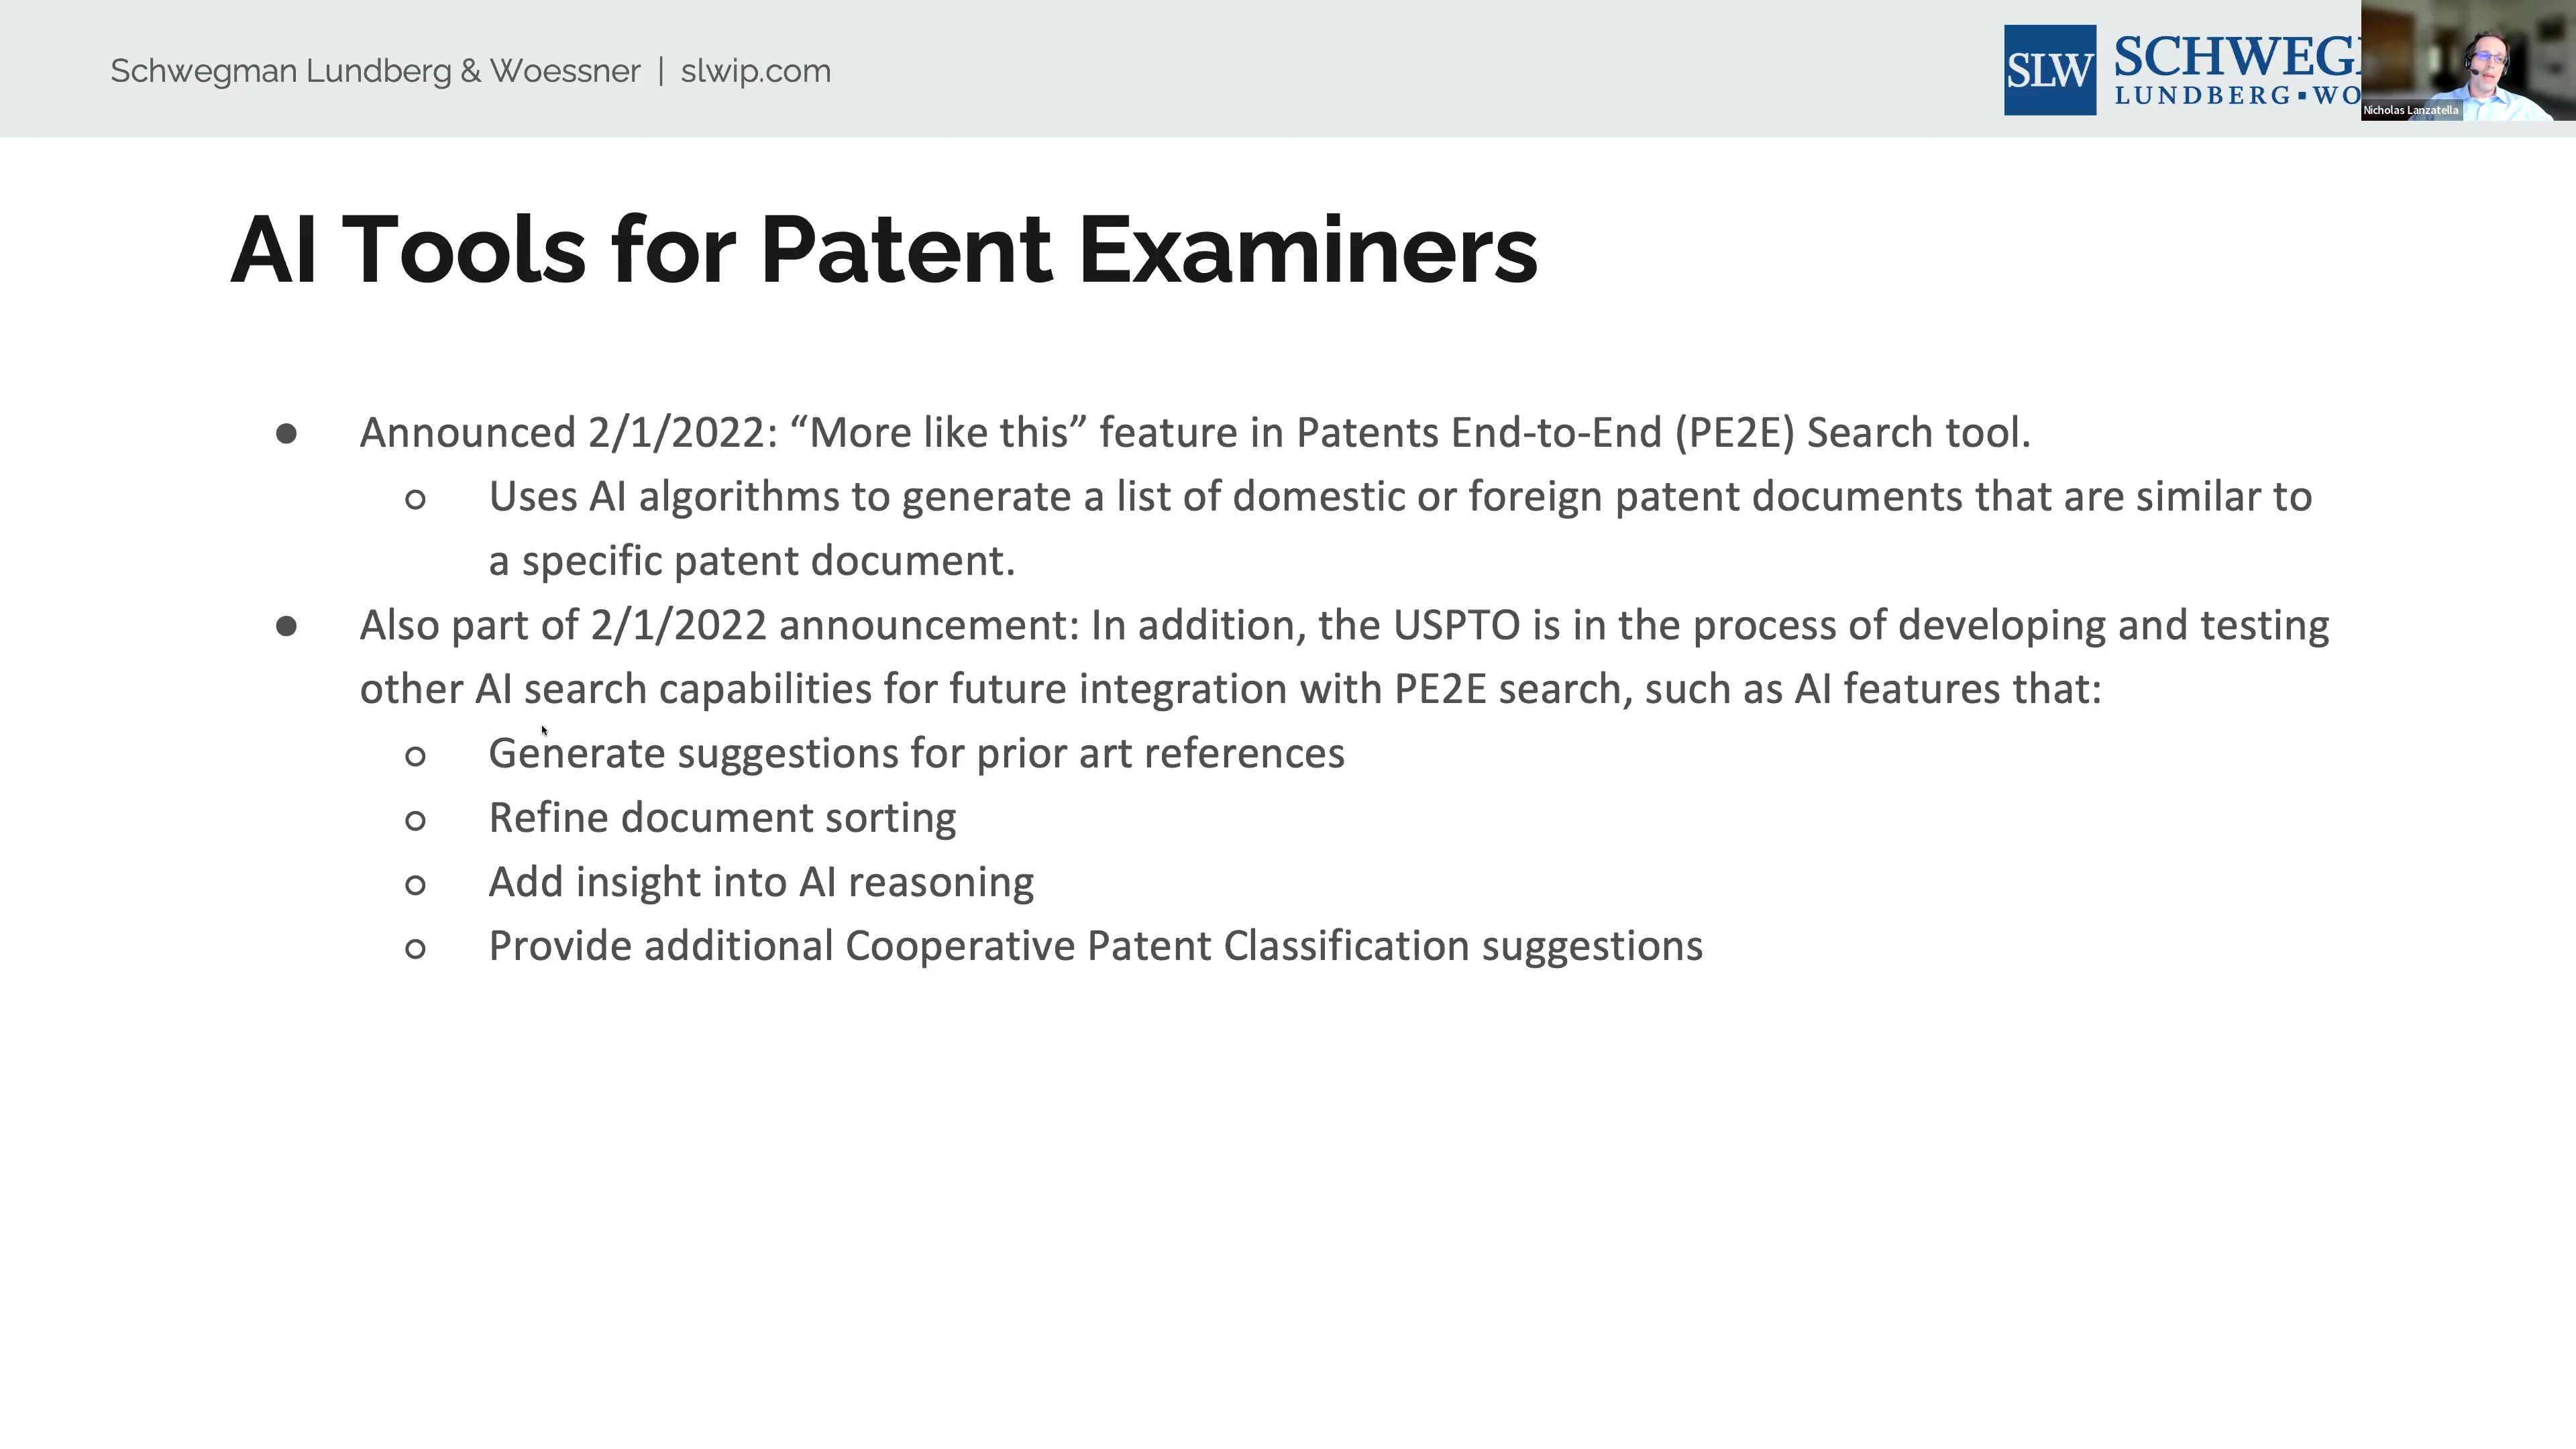 Schwegman Lundberg & Woessner | slwip.com
SLW
SCHWEG
LUNDBERG▪WO
Nicholas Lanzatella
AI Tools for Patent Examiners
● Announced 2/1/2022: “More like this” feature in Patents End-to-End (PE2E) Search tool.
○ Uses AI algorithms to generate a list of domestic or foreign patent documents that are similar to
a specific patent document.
● Also part of 2/1/2022 announcement: In addition, the USPTO is in the process of developing and testing
other AI search capabilities for future integration with PE2E search, such as AI features that:
○ Generate suggestions for prior art references
○ Refine document sorting
○ Add insight into AI reasoning
○ Provide additional Cooperative Patent Classification suggestions